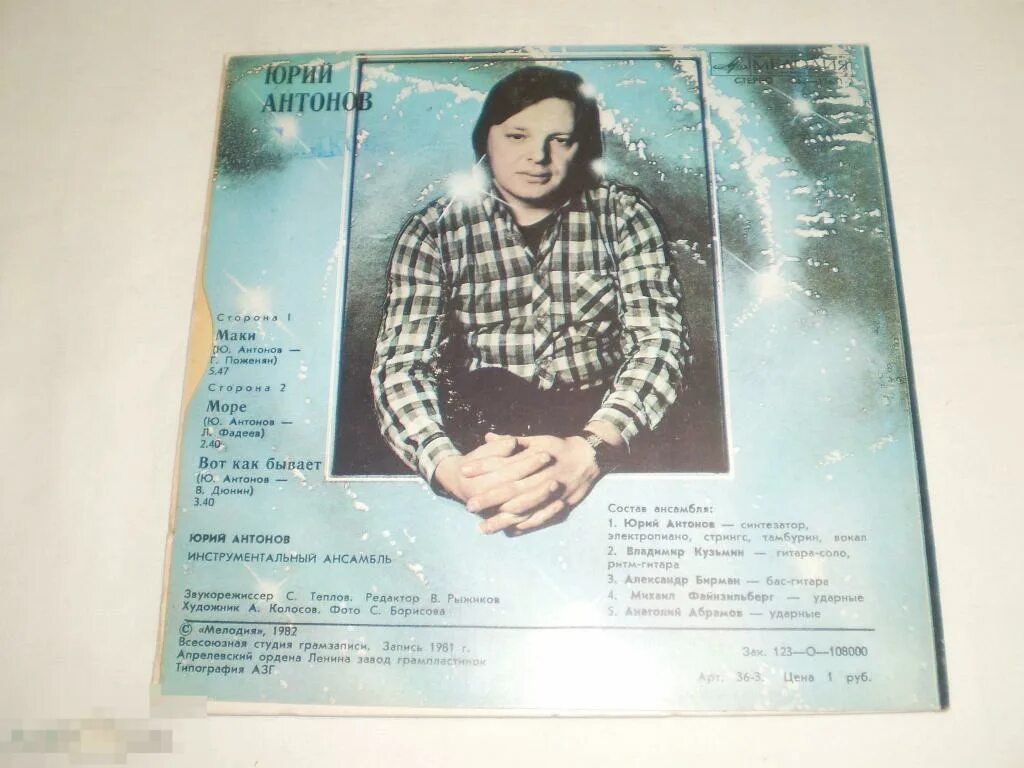 ЮРИЙ
АНТОНОВ
МЕЛОДИЯ
СТЕРЕО
Сторона 1
Маки
(Ю. Антонов —
Г. Поженян)
5.47
Сторона 2
Море
(Ю. Антонов —
Л. Фадеев)
2.40
Вот как бывает
(Ю. Антонов —
В. Дюнин)
3.40
ЮРИЙ АНТОНОВ
ИНСТРУМЕНТАЛЬНЫЙ АНСАМБЛЬ
Звукорежиссер С. Теплов. Редактор В. Рыжиков
Художник А. Колосов. Фото С. Борисова
Состав ансамбля:
1. Юрий Антонов — синтезатор,
электропиано, стрингс, тамбурин, вокал
2. Владимир Кузьмин — гитара-соло,
ритм-гитара
3. Александр Бирман — бас-гитара
4. Михаил Файнзильберг — ударные
5. Анатолий Абрамов — ударные
© «Мелодия», 1982
Всесоюзная студия грамзаписи. Запись 1981 г.
Апрелевский ордена Ленина завод грампластинок
Типография АЗГ
Зак. 123—О—108000
Арт. 36-3. Цена 1 руб.